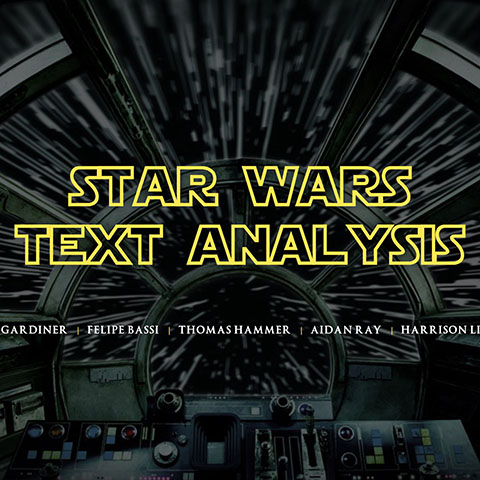 STAR WARS
TEXT ANALYSIS
GARDINER | FELIPE BASSI | THOMAS HAMMER | AIDAN RAY | HARRISON